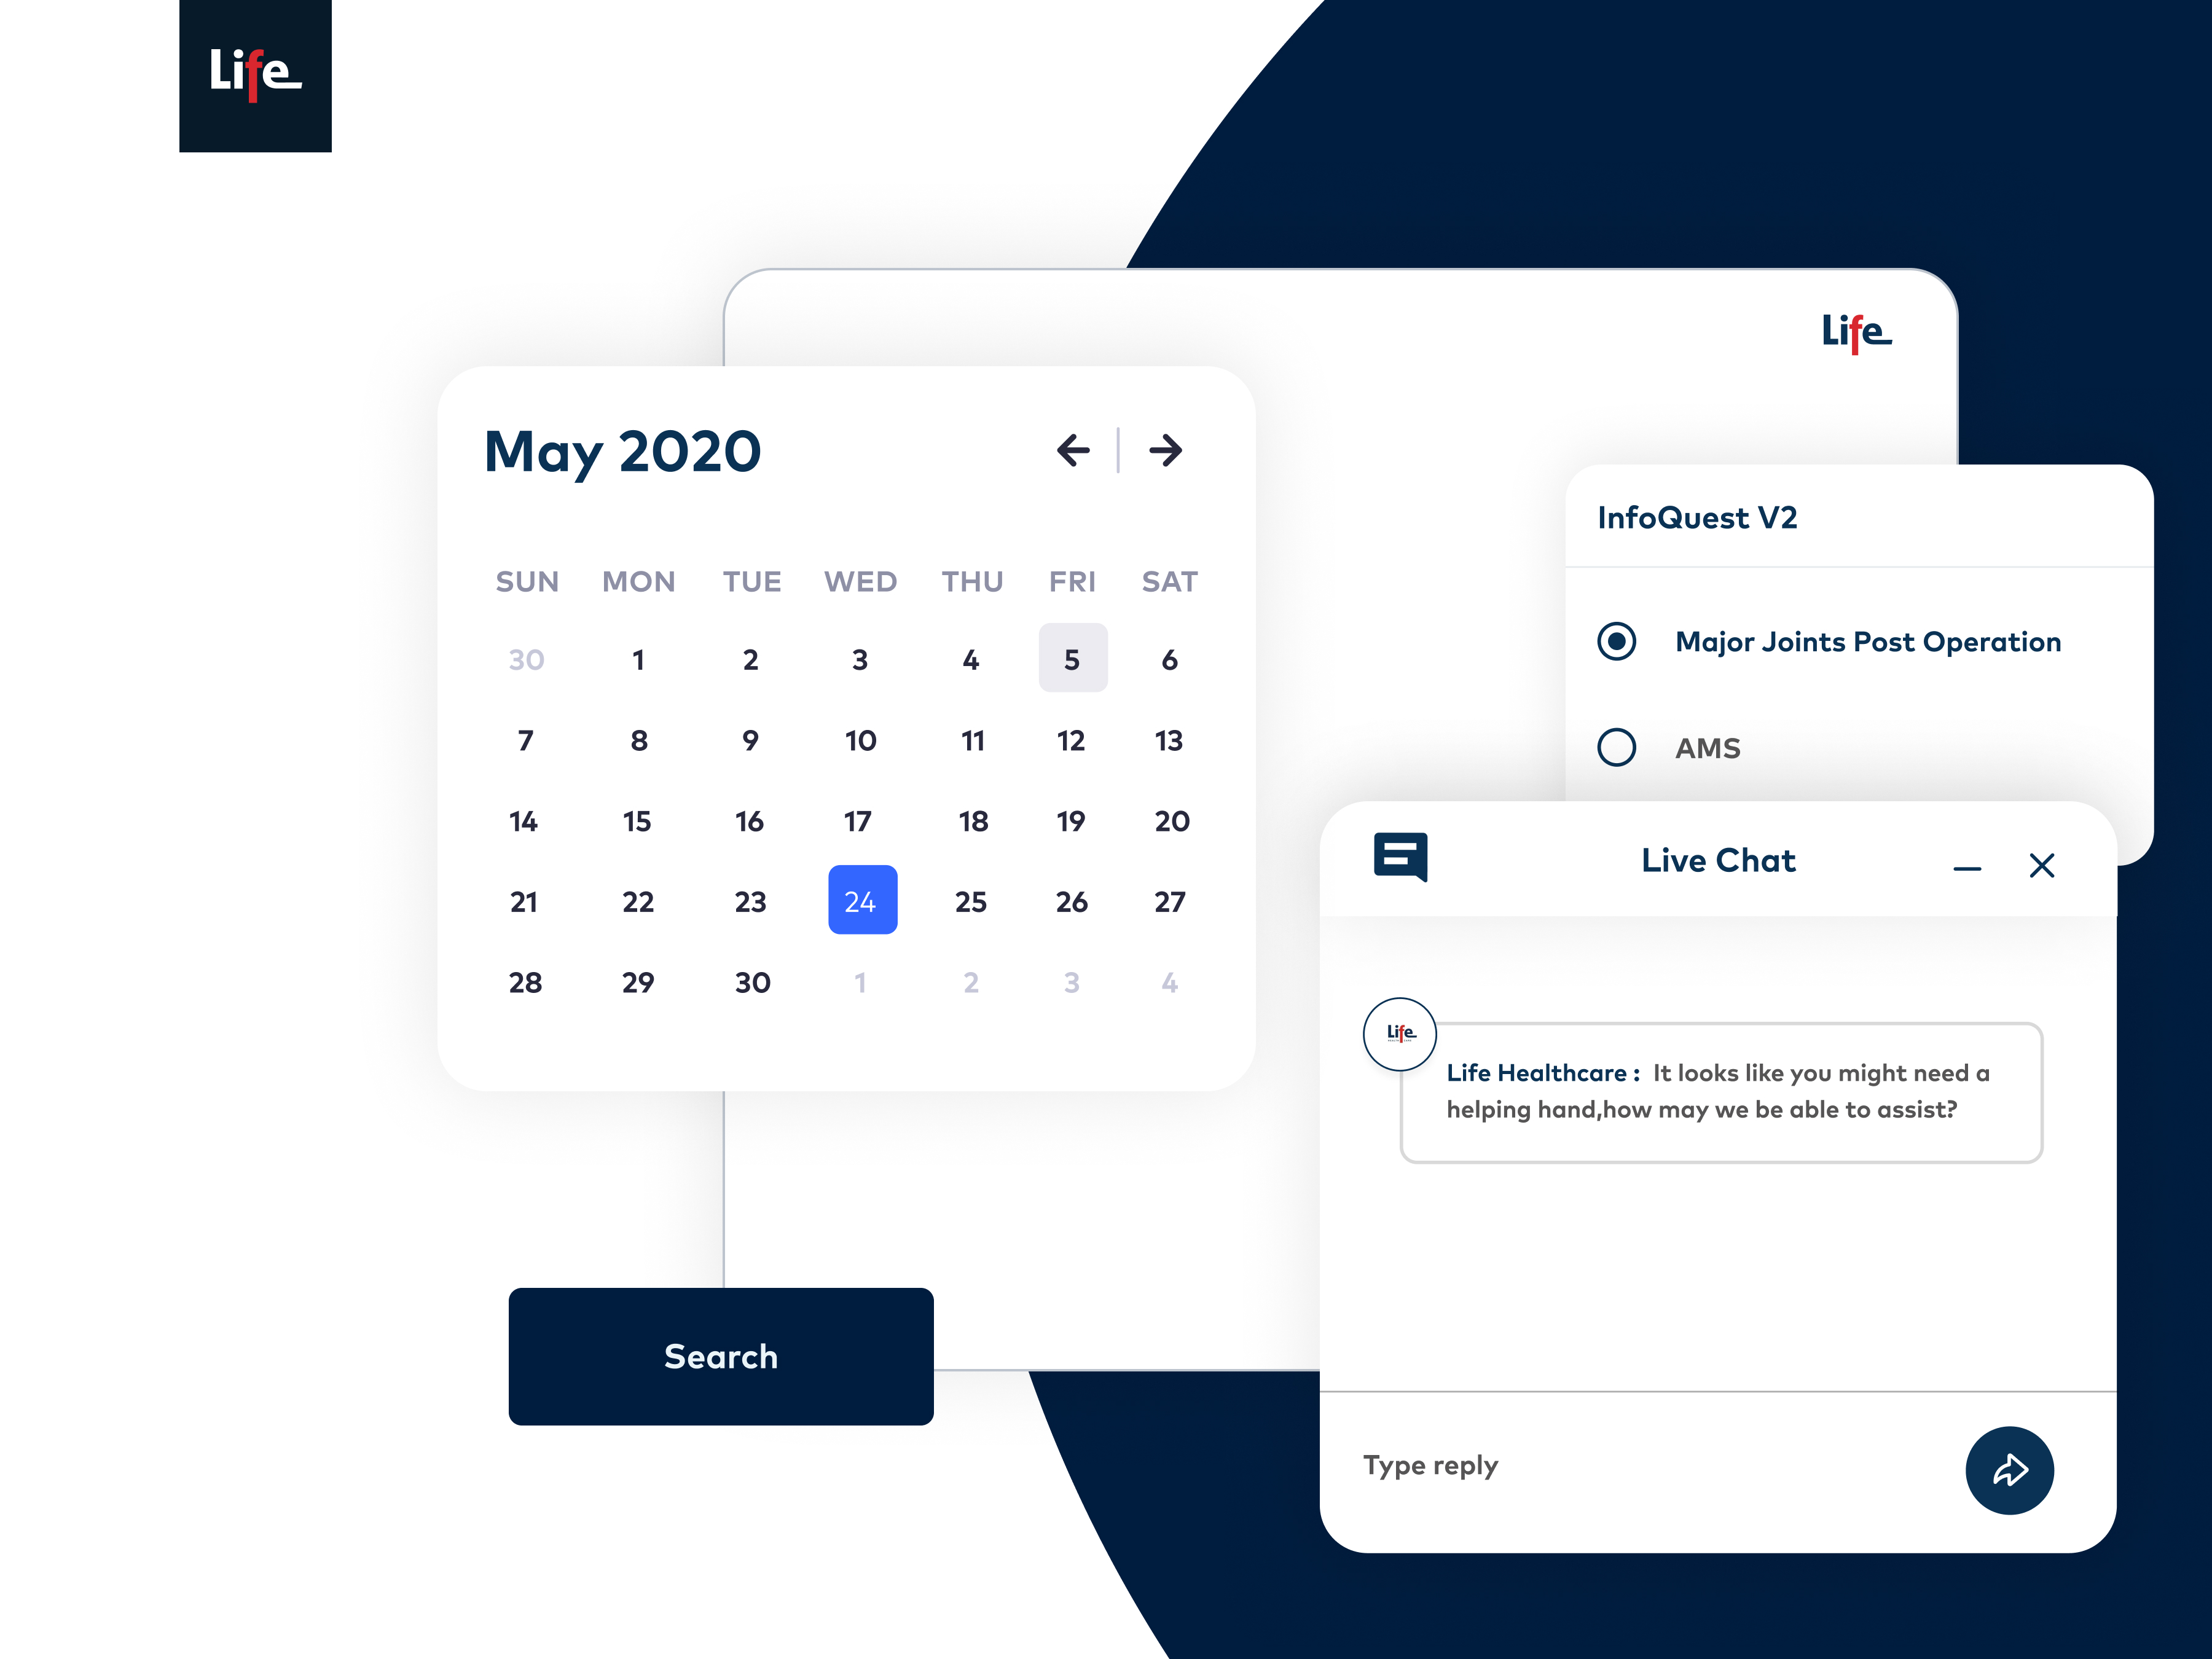 Life
Life
May 2020
SUN MON TUE WED THU FRI SAT
30 1 2 3 4 5 6
7 8 9 10 11 12 13
14 15 16 17 18 19 20
21 22 23 24 25 26 27
28 29 30 1 2 3 4
Search
InfoQuest V2
Major Joints Post Operation
AMS
Live Chat
Life
Life Healthcare : It looks like you might need a
helping hand,how may we be able to assist?
Type reply